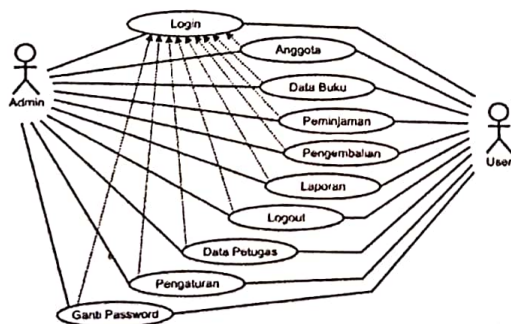 Login
Anggota
Data Buku
Admin
Peminjaman
User
Pengembalian
Laporan
Logout
Data Petugas
Pengaturan
Ganti Password